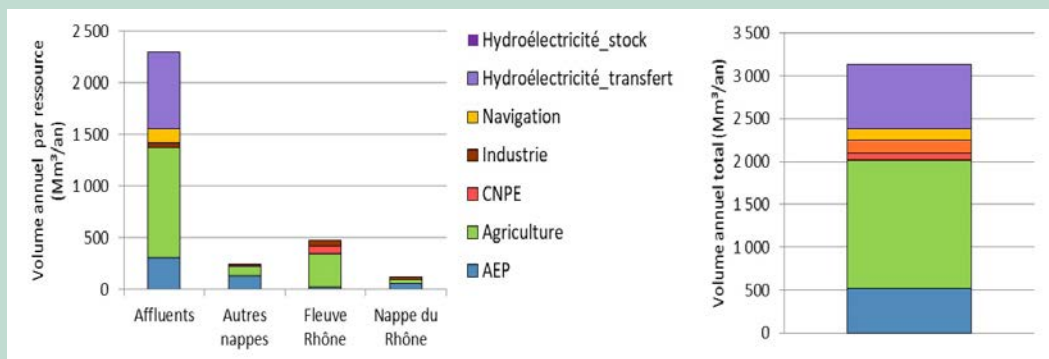 Volume annuel par ressource
(Mm³/an)
2 500
2 000
1 500
1 000
500
0
Affluents
Autres
nappes
Fleuve
Rhône
Nappe du
Rhône
Hydroélectricité_stock
Hydroélectricité_transfert
Navigation
Industrie
CNPE
Agriculture
AEP
Volume annuel total (Mm³/an)
3 500
3 000
2 500
2 000
1 500
1 000
500
0